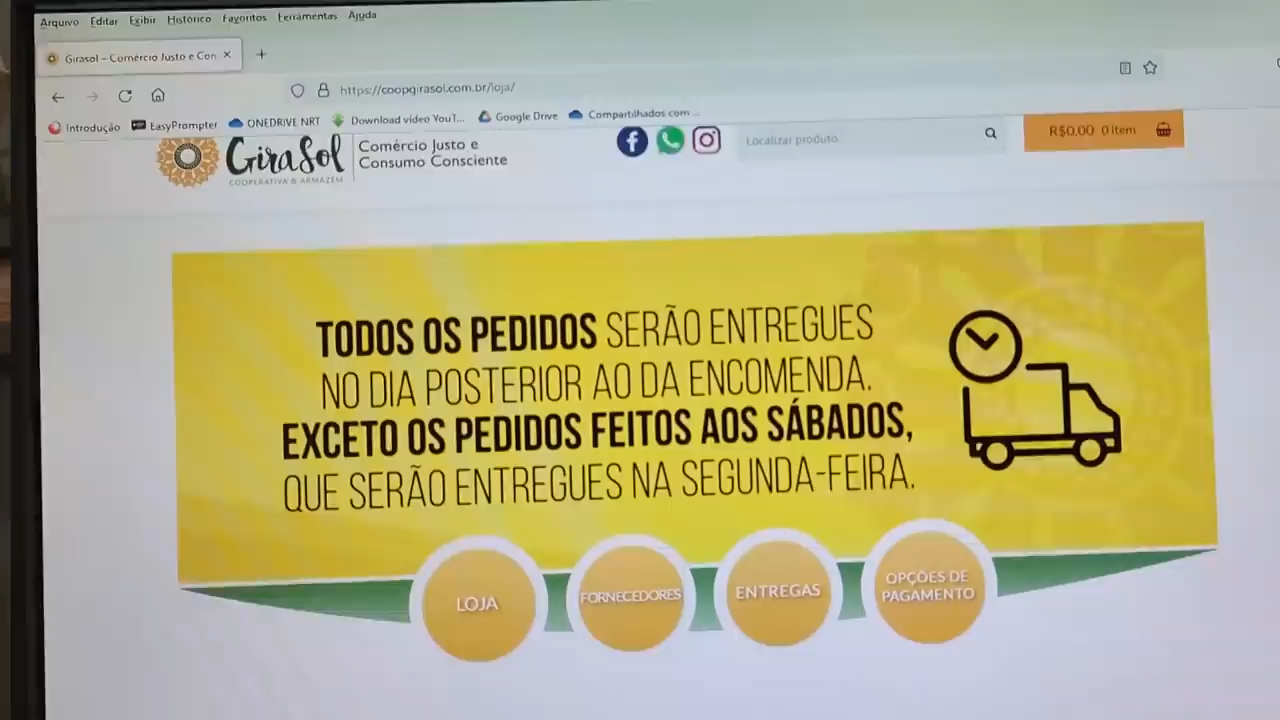 Arquivo Editar Exibir Histórico Favoritos Ferramentas Ajuda
Girasol – Comércio Justo e Con
https://coopgirasol.com.br/loja/
Introdução EasyPrompter ONEDRIVE NRT Download vídeo YouT... Google Drive Compartilhados com ...
GiraSol
COOPERATIVA & ARMAZÉM
Comércio Justo e
Consumo Consciente
Localizar produto
R$0,00 0 item
TODOS OS PEDIDOS SERÃO ENTREGUES
NO DIA POSTERIOR AO DA ENCOMENDA.
EXCETO OS PEDIDOS FEITOS AOS SÁBADOS,
QUE SERÃO ENTREGUES NA SEGUNDA-FEIRA.
LOJA
FORNECEDORES
ENTREGAS
OPÇÕES DE
PAGAMENTO